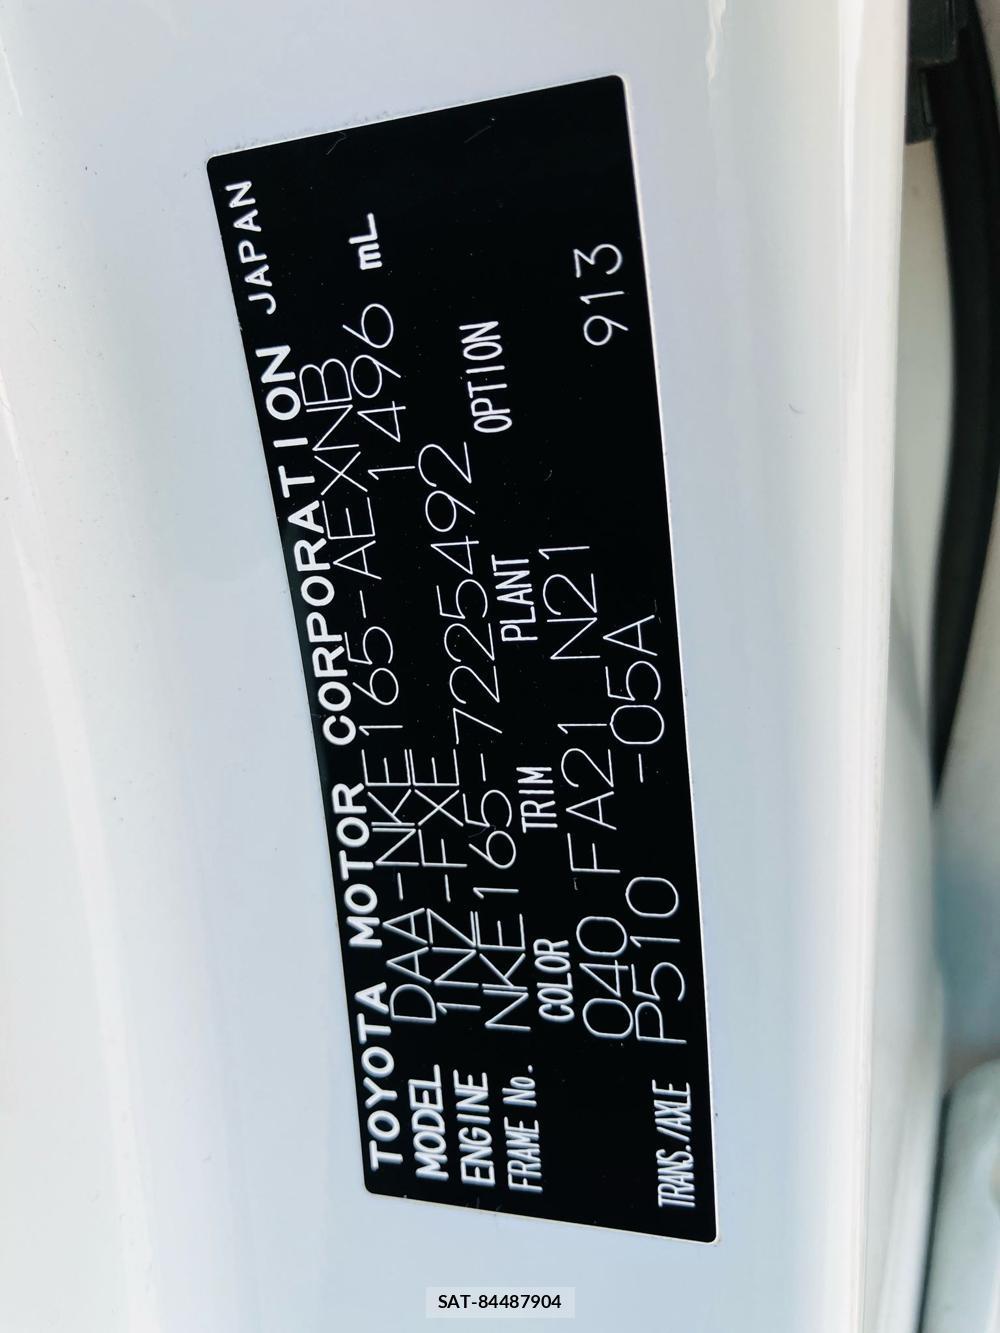 TOYOTA MOTOR CORPORATION JAPAN
MODEL DAA-NKE165-AEXNB
ENGINE 1NZ-FXE 1496 mL
FRAME No. NKE165-7225492
COLOR TRIM PLANT OPTION
040 FA21 N21 913
TRANS./AXLE P510 -05A
SAT-84487904